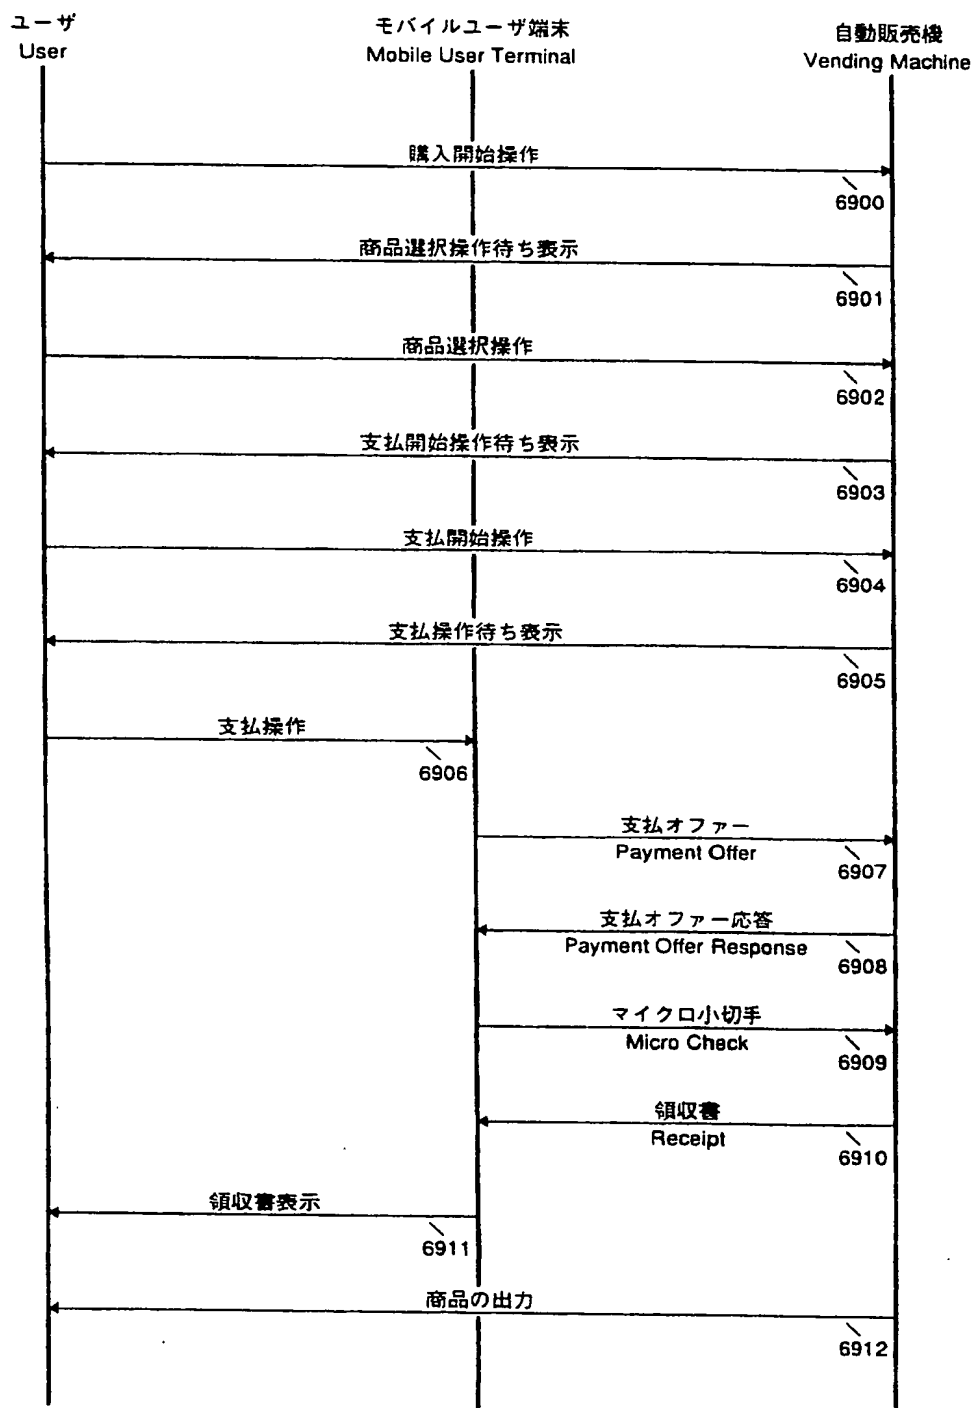 ユーザ
User
モバイルユーザ端末
Mobile User Terminal
自動販売機
Vending Machine
購入開始操作
6900
商品選択操作待ち表示
6901
商品選択操作
6902
支払開始操作待ち表示
6903
支払開始操作
6904
支払操作待ち表示
6905
支払操作
6906
支払オファー
Payment Offer
6907
支払オファー応答
Payment Offer Response
6908
マイクロ小切手
Micro Check
6909
領収書
Receipt
6910
領収書表示
6911
商品の出力
6912